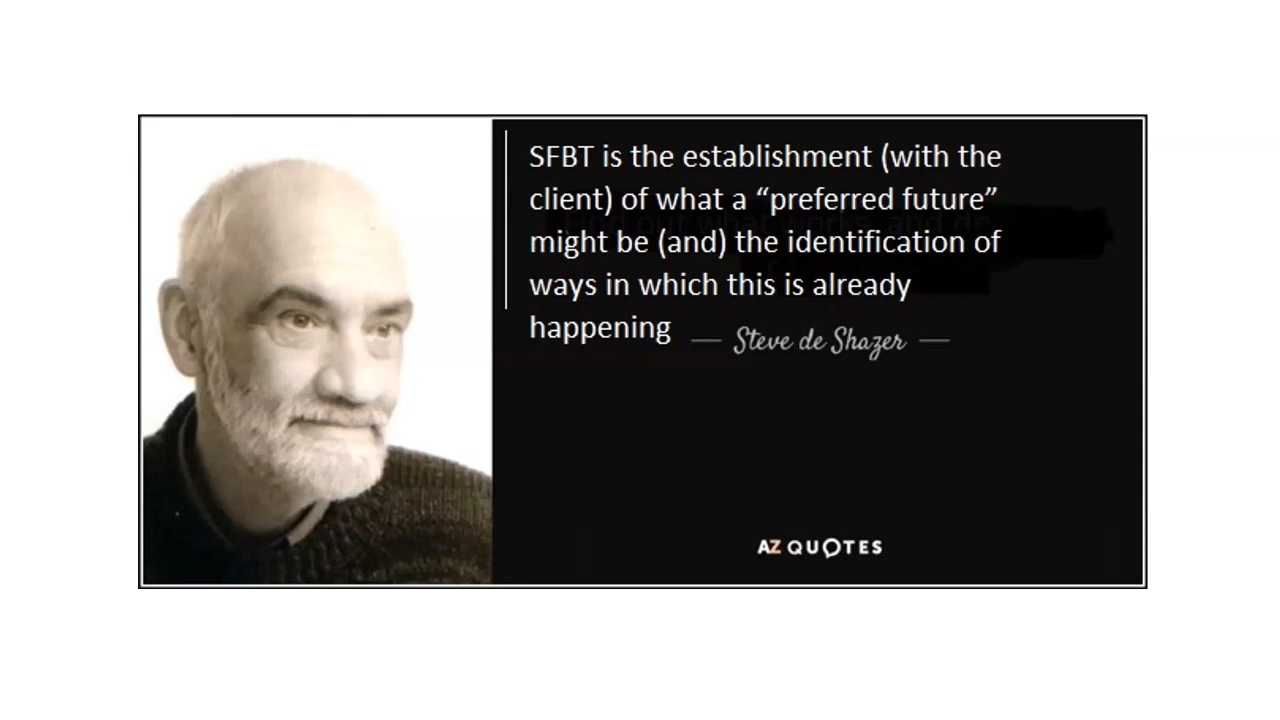 SFBT is the establishment (with the
client) of what a “preferred future”
might be (and) the identification of
ways in which this is already
happening
— Steve de Shazer —
AZ QUOTES